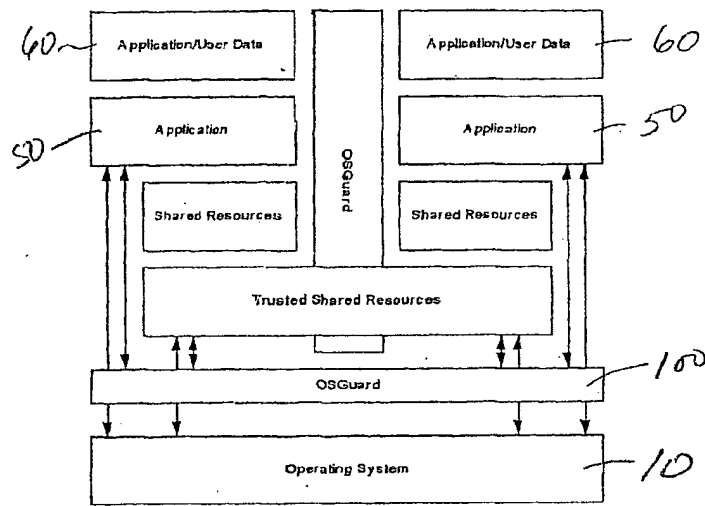 60 Application/User Data Application/User Data 60
50 Application Application 50
OSGuard
Shared Resources Shared Resources
Trusted Shared Resources
OSGuard 100
Operating System 10